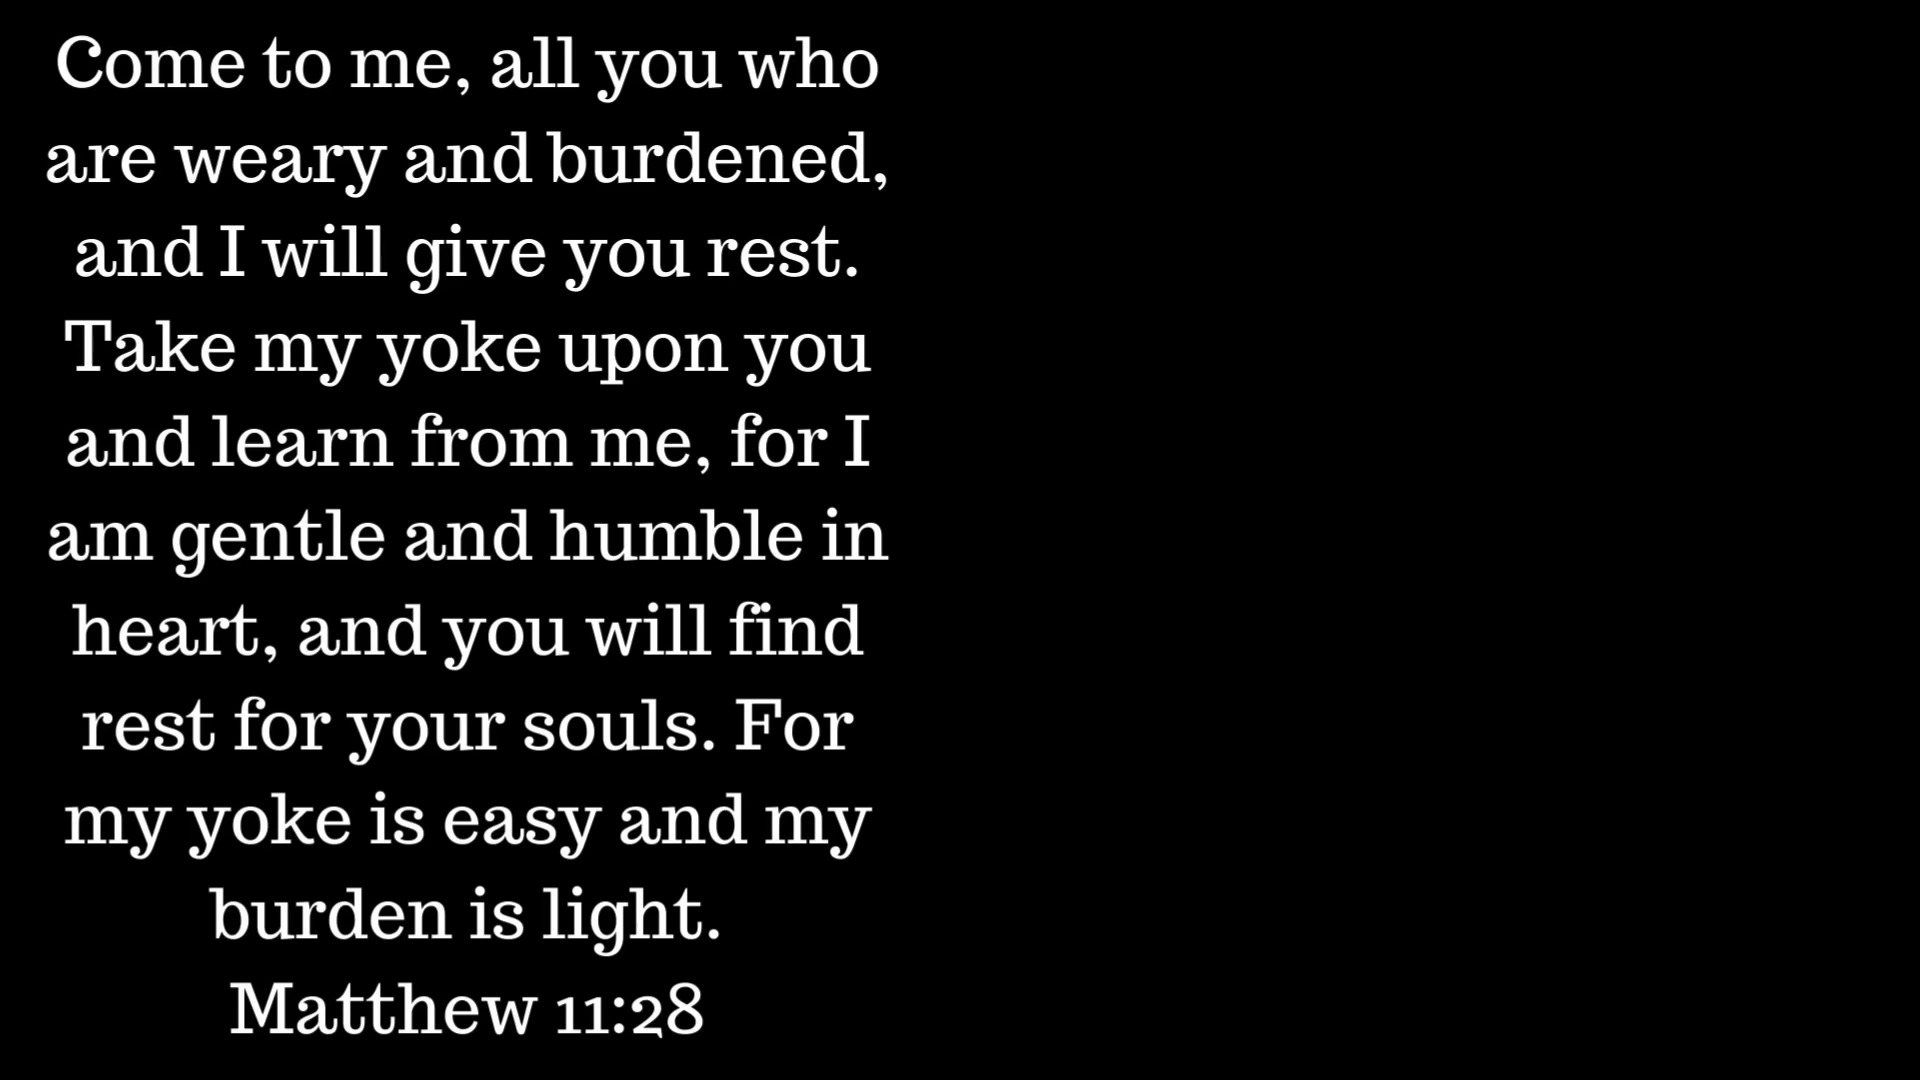 Come to me, all you who
are weary and burdened,
and I will give you rest.
Take my yoke upon you
and learn from me, for I
am gentle and humble in
heart, and you will find
rest for your souls. For
my yoke is easy and my
burden is light.
Matthew 11:28